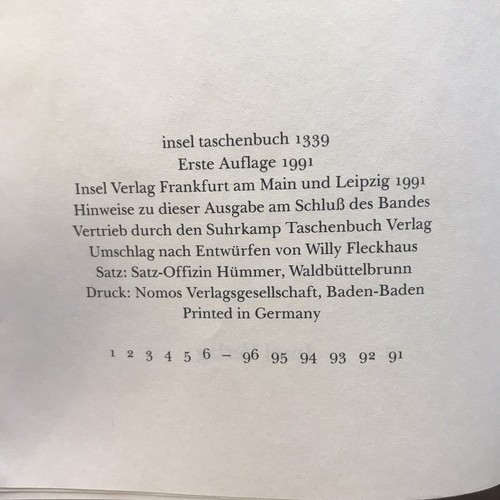 insel taschenbuch 1339
Erste Auflage 1991
Insel Verlag Frankfurt am Main und Leipzig 1991
Hinweise zu dieser Ausgabe am Schluß des Bandes
Vertrieb durch den Suhrkamp Taschenbuch Verlag
Umschlag nach Entwürfen von Willy Fleckhaus
Satz: Satz-Offizin Hümmer, Waldbüttelbrunn
Druck: Nomos Verlagsgesellschaft, Baden-Baden
Printed in Germany
1 2 3 4 5 6 – 96 95 94 93 92 91